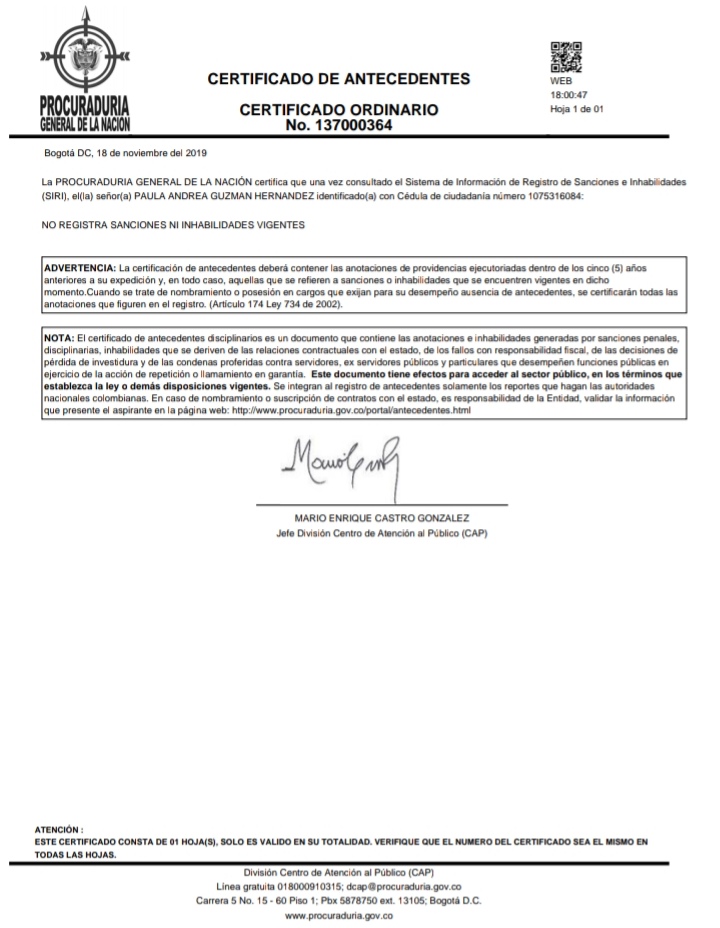 PROCURADURIA
GENERAL DE LA NACION
CERTIFICADO DE ANTECEDENTES
CERTIFICADO ORDINARIO
No. 137000364
WEB
18:00:47
Hoja 1 de 01
Bogotá DC, 18 de noviembre del 2019
La PROCURADURIA GENERAL DE LA NACIÓN certifica que una vez consultado el Sistema de Información de Registro de Sanciones e Inhabilidades
(SIRI), el(la) señor(a) PAULA ANDREA GUZMAN HERNANDEZ identificado(a) con Cédula de ciudadanía número 1075316084:
NO REGISTRA SANCIONES NI INHABILIDADES VIGENTES
ADVERTENCIA: La certificación de antecedentes deberá contener las anotaciones de providencias ejecutoriadas dentro de los cinco (5) años
anteriores a su expedición y, en todo caso, aquellas que se refieren a sanciones o inhabilidades que se encuentren vigentes en dicho
momento.Cuando se trate de nombramiento o posesión en cargos que exijan para su desempeño ausencia de antecedentes, se certificarán todas las
anotaciones que figuren en el registro. (Artículo 174 Ley 734 de 2002).
NOTA: El certificado de antecedentes disciplinarios es un documento que contiene las anotaciones e inhabilidades generadas por sanciones penales,
disciplinarias, inhabilidades que se deriven de las relaciones contractuales con el estado, de los fallos con responsabilidad fiscal, de las decisiones de
pérdida de investidura y de las condenas proferidas contra servidores, ex servidores públicos y particulares que desempeñen funciones públicas en
ejercicio de la acción de repetición o llamamiento en garantía. Este documento tiene efectos para acceder al sector público, en los términos que
establezca la ley o demás disposiciones vigentes. Se integran al registro de antecedentes solamente los reportes que hagan las autoridades
nacionales colombianas. En caso de nombramiento o suscripción de contratos con el estado, es responsabilidad de la Entidad, validar la información
que presente el aspirante en la página web: http://www.procuraduria.gov.co/portal/antecedentes.html
MARIO ENRIQUE CASTRO GONZALEZ
Jefe División Centro de Atención al Público (CAP)
ATENCIÓN :
ESTE CERTIFICADO CONSTA DE 01 HOJA(S), SOLO ES VALIDO EN SU TOTALIDAD. VERIFIQUE QUE EL NUMERO DEL CERTIFICADO SEA EL MISMO EN
TODAS LAS HOJAS.
División Centro de Atención al Público (CAP)
Línea gratuita 018000910315; dcap@procuraduria.gov.co
Carrera 5 No. 15 - 60 Piso 1; Pbx 5878750 ext. 13105; Bogotá D.C.
www.procuraduria.gov.co